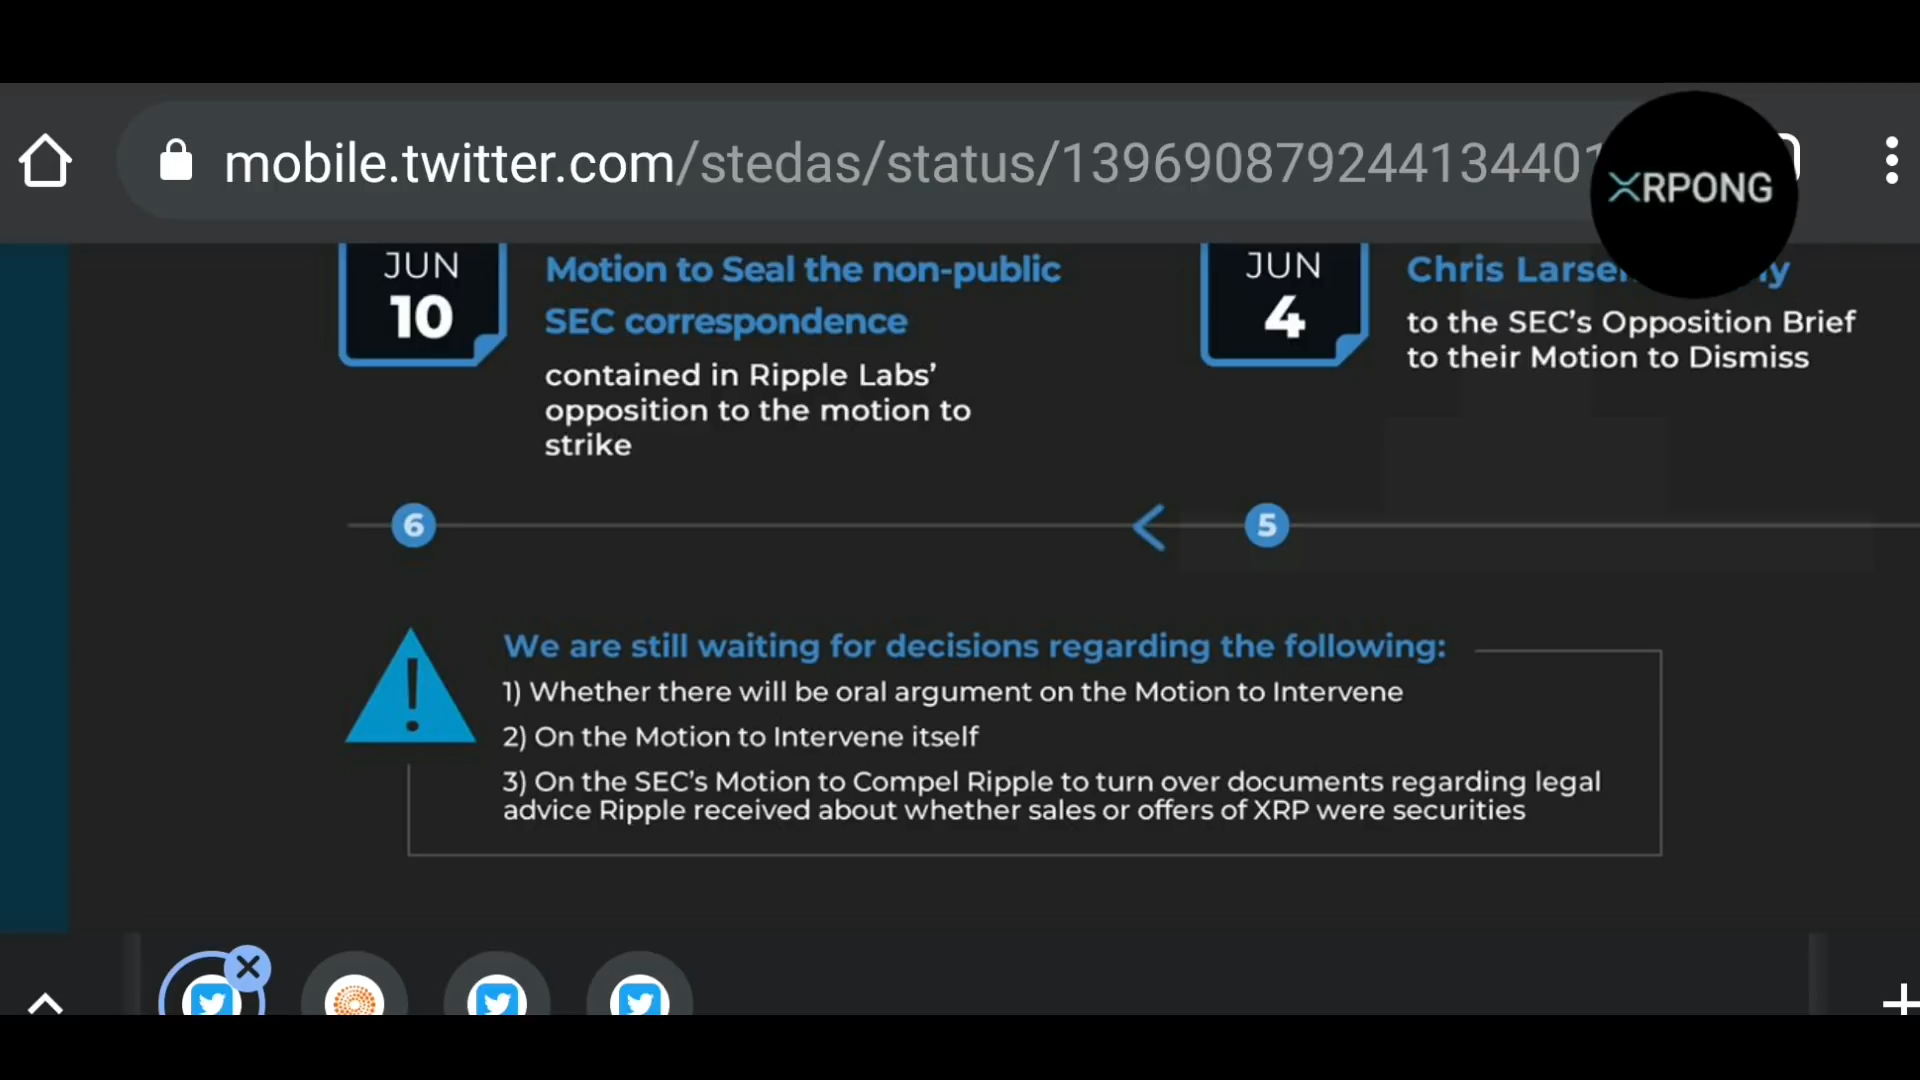 mobile.twitter.com/stedas/status/139690879244134401
XRPONG
JUN
10
Motion to Seal the non-public
SEC correspondence
contained in Ripple Labs’
opposition to the motion to
strike
JUN
4
Chris
to the SEC’s Opposition Brief
to their Motion to Dismiss
6
5
We are still waiting for decisions regarding the following:
1) Whether there will be oral argument on the Motion to Intervene
2) On the Motion to Intervene itself
3) On the SEC’s Motion to Compel Ripple to turn over documents regarding legal
advice Ripple received about whether sales or offers of XRP were securities